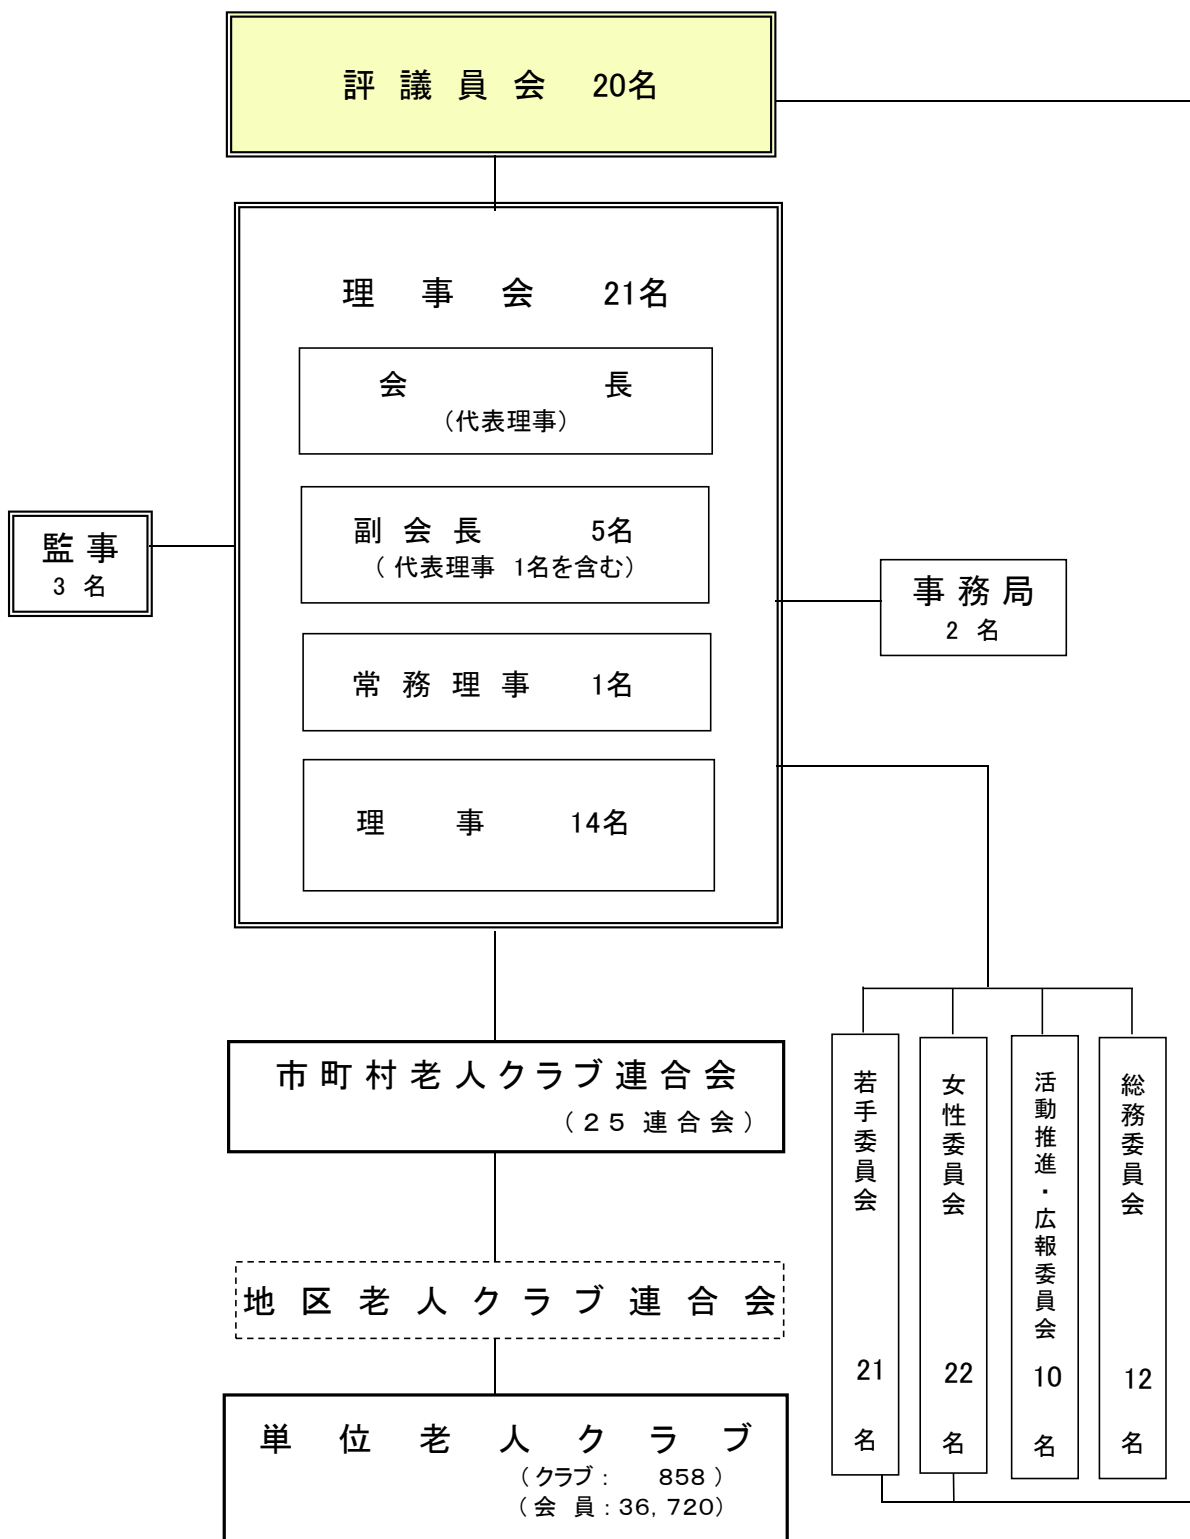 評議員会 20名
理事会 21名
会長
(代表理事)
副会長 5名
(代表理事 1名を含む)
常務理事 1名
理事 14名
監事
3 名
事務局
2 名
市町村老人クラブ連合会
(25 連合会)
地区老人クラブ連合会
単位老人クラブ
(クラブ: 858)
(会 員:36,720)
若手委員会 21 名
女性委員会 22 名
活動推進・広報委員会 10 名
総務委員会 12 名